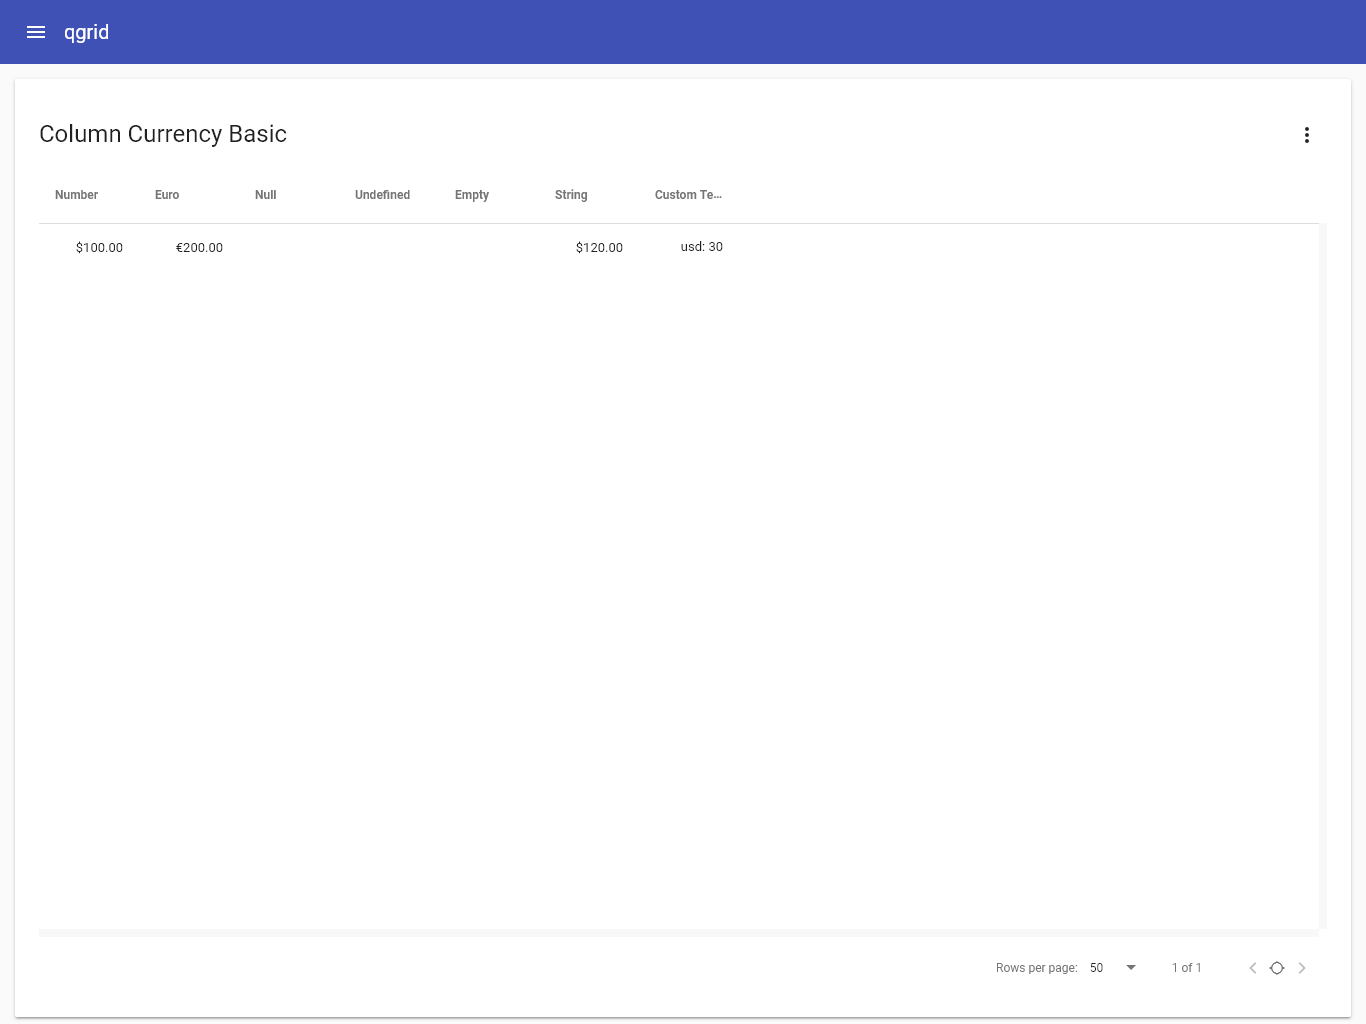 qgrid
Column Currency Basic
Number Euro Null Undefined Empty String Custom Te...
$100.00 €200.00 $120.00 usd: 30
Rows per page: 50 1 of 1